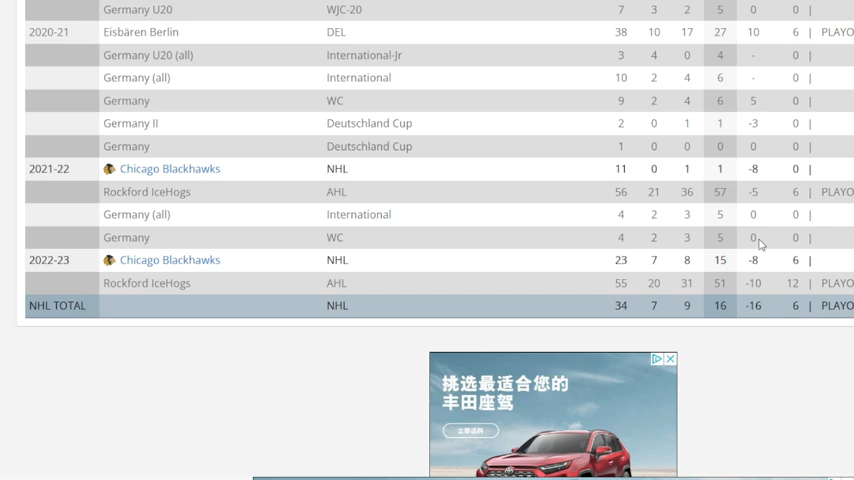 Germany U20 WJC-20 7 3 2 5 0 0 |
2020-21 Eisbären Berlin DEL 38 10 17 27 10 6 | PLAYO
Germany U20 (all) International-Jr 3 4 0 4 - 0 |
Germany (all) International 10 2 4 6 - 0 |
Germany WC 9 2 4 6 5 0 |
Germany II Deutschland Cup 2 0 1 1 -3 0 |
Germany Deutschland Cup 1 0 0 0 0 0 |
2021-22 Chicago Blackhawks NHL 11 0 1 1 -8 0 |
Rockford IceHogs AHL 56 21 36 57 -5 6 | PLAYO
Germany (all) International 4 2 3 5 0 0 |
Germany WC 4 2 3 5 0 0 |
2022-23 Chicago Blackhawks NHL 23 7 8 15 -8 6 |
Rockford IceHogs AHL 55 20 31 51 -10 12 | PLAYO
NHL TOTAL NHL 34 7 9 16 -16 6 | PLAYO
挑选最适合您的
丰田座驾
立即选购